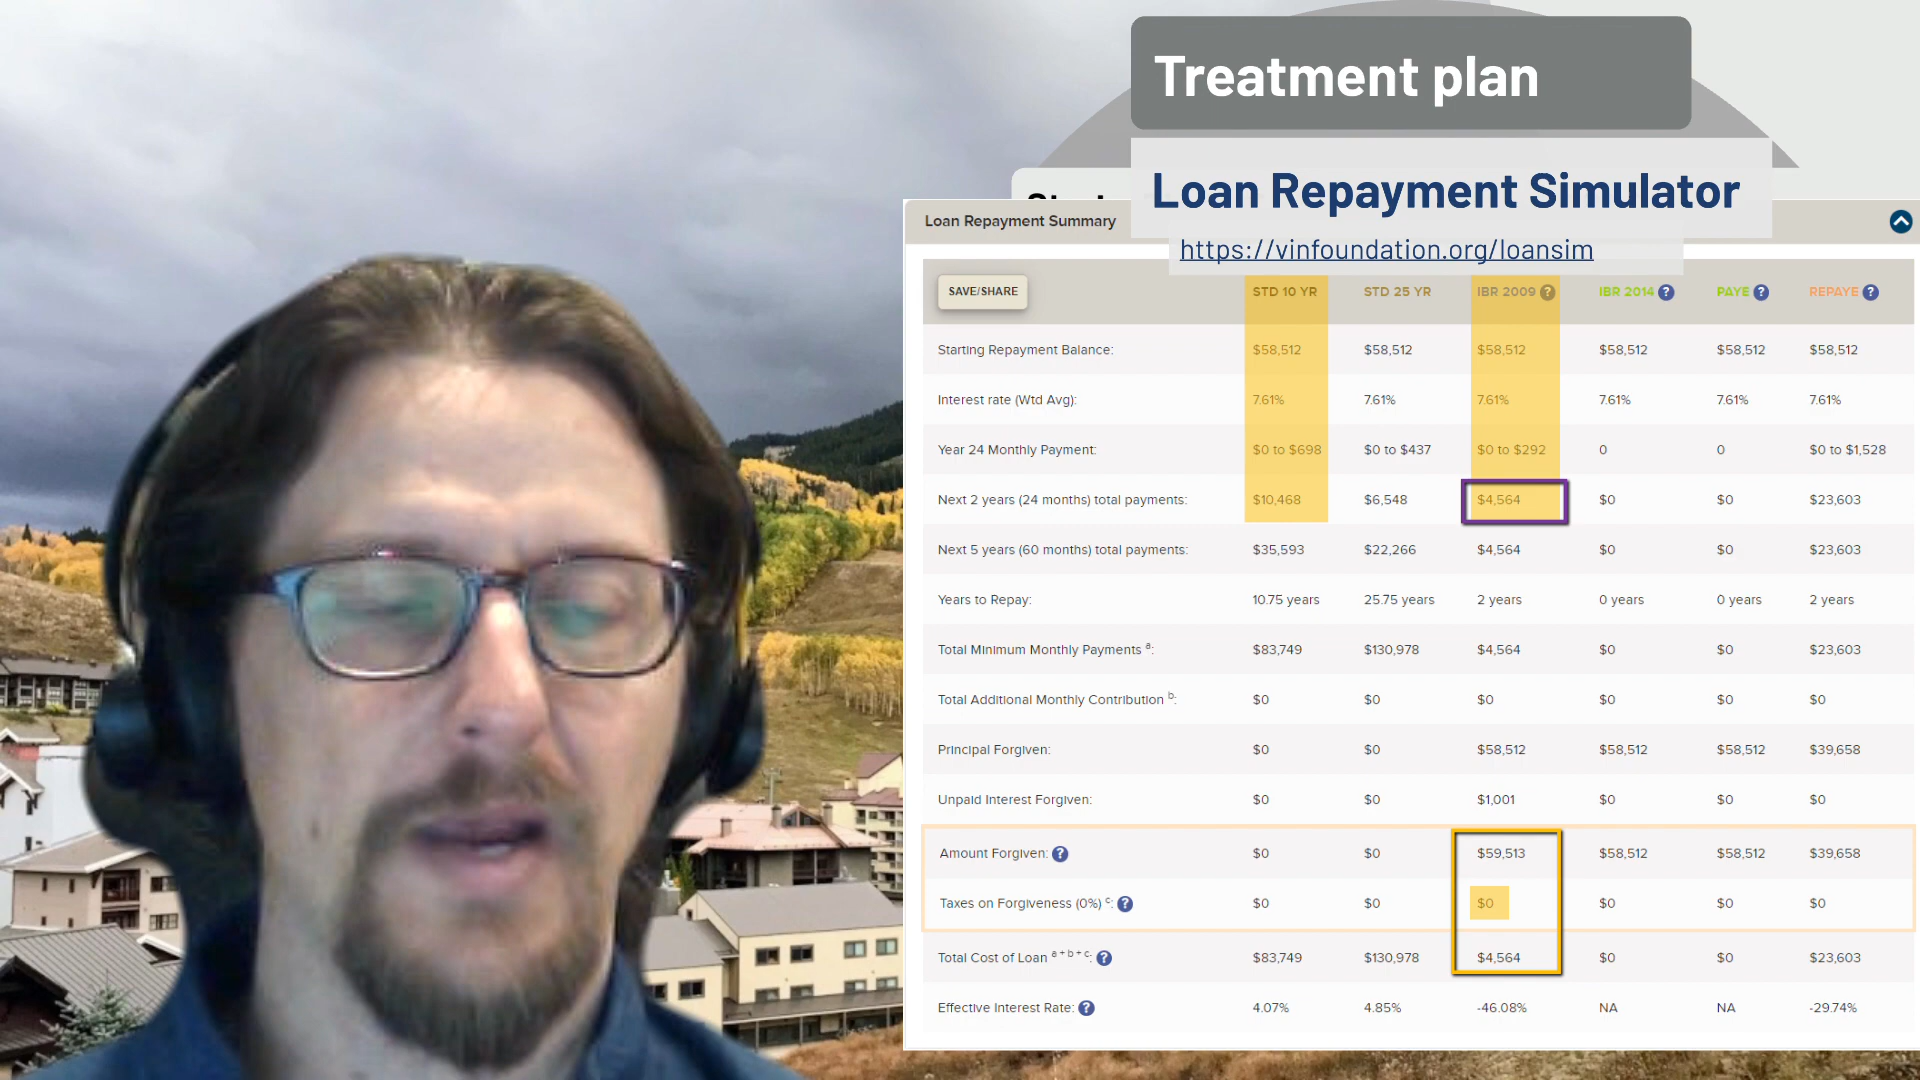 Treatment plan
Loan Repayment Simulator
https://vinfoundation.org/loansim
Loan Repayment Summary
SAVE/SHARE STD 10 YR STD 25 YR IBR 2009 ? IBR 2014 ? PAYE ? REPAYE ?
Starting Repayment Balance: $58,512 $58,512 $58,512 $58,512 $58,512 $58,512
Interest rate (Wtd Avg): 7.61% 7.61% 7.61% 7.61% 7.61% 7.61%
Year 24 Monthly Payment: $0 to $698 $0 to $437 $0 to $292 0 0 $0 to $1,528
Next 2 years (24 months) total payments: $10,468 $6,548 $4,564 $0 $0 $23,603
Next 5 years (60 months) total payments: $35,593 $22,266 $4,564 $0 $0 $23,603
Years to Repay: 10.75 years 25.75 years 2 years 0 years 0 years 2 years
Total Minimum Monthly Payments a: $83,749 $130,978 $4,564 $0 $0 $23,603
Total Additional Monthly Contribution b: $0 $0 $0 $0 $0 $0
Principal Forgiven: $0 $0 $58,512 $58,512 $58,512 $39,658
Unpaid Interest Forgiven: $0 $0 $1,001 $0 $0 $0
Amount Forgiven: ? $0 $0 $59,513 $58,512 $58,512 $39,658
Taxes on Forgiveness (0%) c: ? $0 $0 $0 $0 $0 $0
Total Cost of Loan a + b + c: ? $83,749 $130,978 $4,564 $0 $0 $23,603
Effective Interest Rate: ? 4.07% 4.85% -46.08% NA NA -29.74%